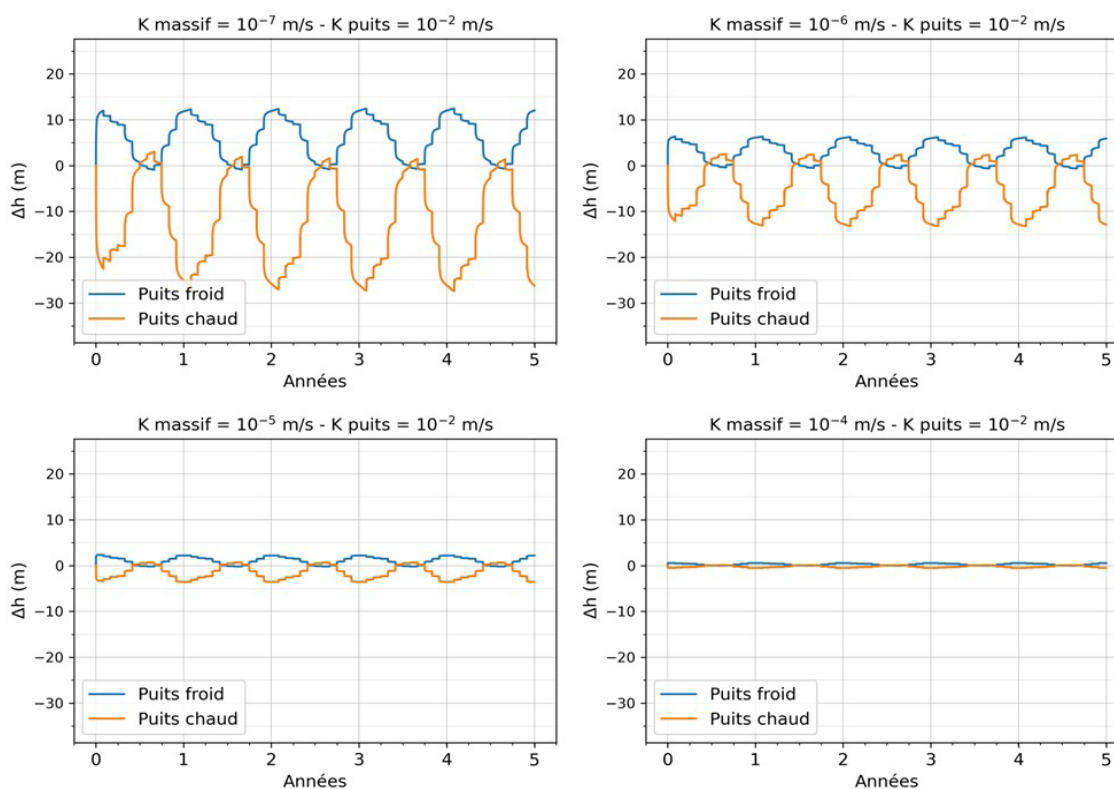 K massif = 10⁻⁷ m/s - K puits = 10⁻² m/s
20
10
0
−10
−20
−30
Δh (m)
Puits froid
Puits chaud
0 1 2 3 4 5
Années
K massif = 10⁻⁶ m/s - K puits = 10⁻² m/s
20
10
0
−10
−20
−30
Δh (m)
Puits froid
Puits chaud
0 1 2 3 4 5
Années
K massif = 10⁻⁵ m/s - K puits = 10⁻² m/s
20
10
0
−10
−20
−30
Δh (m)
Puits froid
Puits chaud
0 1 2 3 4 5
Années
K massif = 10⁻⁴ m/s - K puits = 10⁻² m/s
20
10
0
−10
−20
−30
Δh (m)
Puits froid
Puits chaud
0 1 2 3 4 5
Années